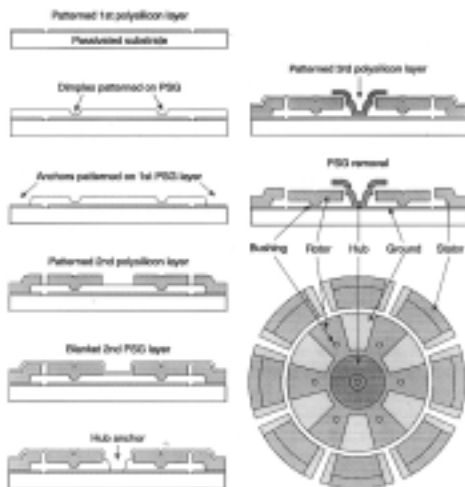 Patterned 1st polysilicon layer
Passivated substrate
Dimples patterned on PSG
Anchors patterned on 1st PSG layer
Patterned 2nd polysilicon layer
Blanket 2nd PSG layer
Hub anchor
Patterned 3rd polysilicon layer
PSG removal
Bushing Rotor Hub Ground Stator